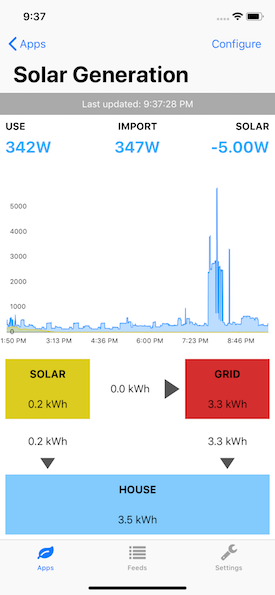 9:37
Apps
Configure
Solar Generation
Last updated: 9:37:28 PM
USE IMPORT SOLAR
342W 347W -5.00W
5000
4000
3000
2000
1000
0
1:50 PM 3:13 PM 4:36 PM 6:00 PM 7:23 PM 8:46 PM
SOLAR
0.2 kWh
0.0 kWh
GRID
3.3 kWh
0.2 kWh
3.3 kWh
HOUSE
3.5 kWh
Apps Feeds Settings